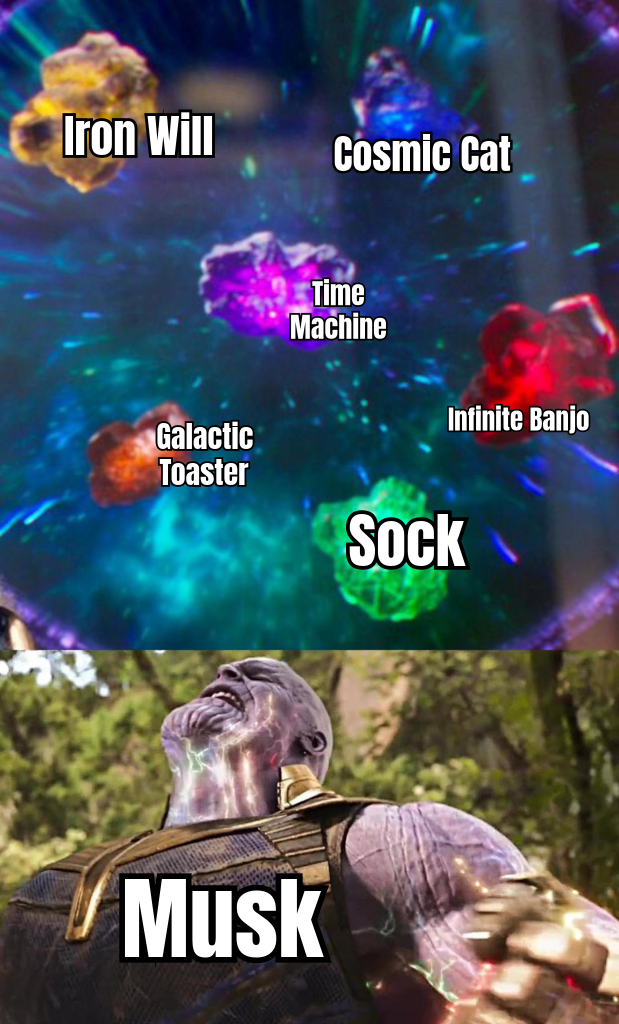 Iron Will
Cosmic Cat
Time
Machine
Infinite Banjo
Galactic
Toaster
Sock
Musk